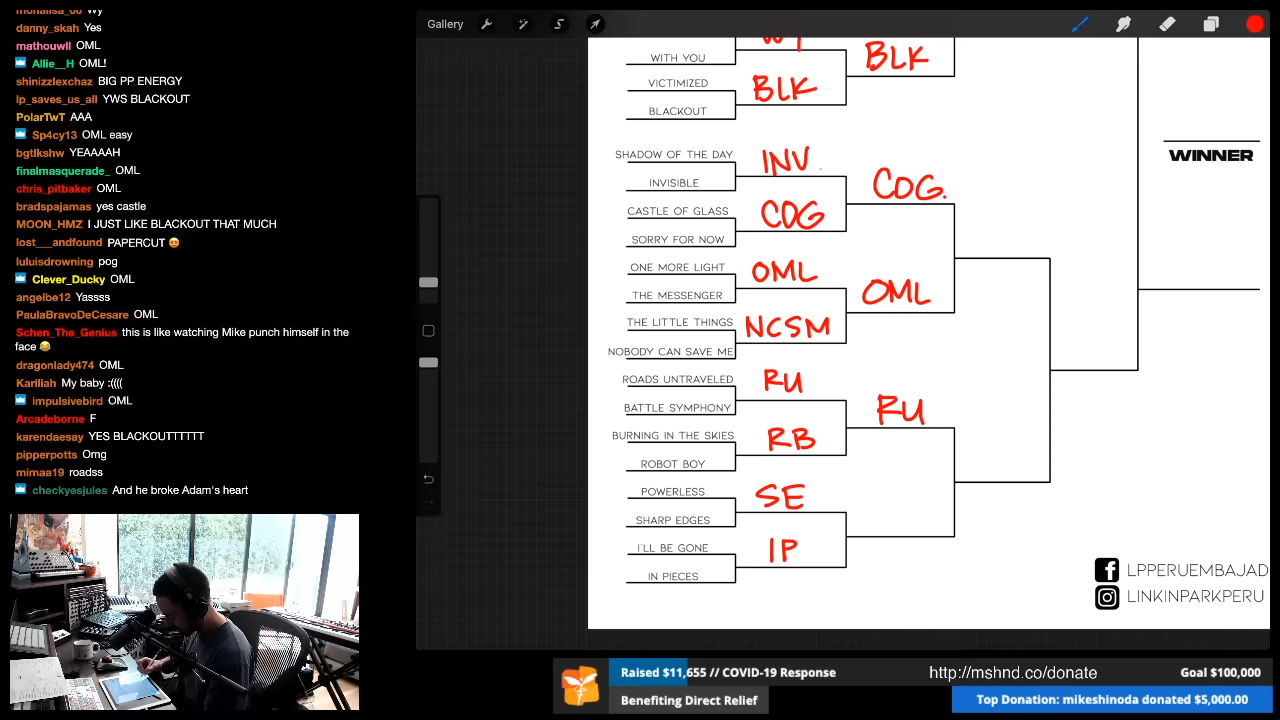 monalisa_66 Wy
danny_skah Yes
mathouwll OML
Allie__H OML!
shinizzlexchaz BIG PP ENERGY
lp_saves_us_all YWS BLACKOUT
PolarTwT AAA
Sp4cy13 OML easy
bgtlkshw YEAAAAH
finalmasquerade_ OML
chris_pitbaker OML
bradspajamas yes castle
MOON_HMZ I JUST LIKE BLACKOUT THAT MUCH
lost___andfound PAPERCUT 😍
luluisdrowning pog
Clever_Ducky OML
angelbe12 Yassss
PaulaBravoDeCesare OML
Schen_The_Genius this is like watching Mike punch himself in the
face 😂
dragonlady474 OML
Kariliah My baby :((((
impulsivebird OML
Arcadeborne F
karendaesay YES BLACKOUTTTTT
pipperpotts Omg
mimaa19 roadss
checkyesjules And he broke Adam's heart
Gallery
WY
WITH YOU
BLK
VICTIMIZED
BLK
BLACKOUT
SHADOW OF THE DAY
INV
INVISIBLE
COG.
CASTLE OF GLASS
COG
SORRY FOR NOW
ONE MORE LIGHT
OML
THE MESSENGER
OML
THE LITTLE THINGS
NCSM
NOBODY CAN SAVE ME
ROADS UNTRAVELED
RU
BATTLE SYMPHONY
RU
BURNING IN THE SKIES
RB
ROBOT BOY
POWERLESS
SE
SHARP EDGES
I'LL BE GONE
IP
IN PIECES
WINNER
LPPERUEMBAJAD
LINKINPARKPERU
Raised $11,655 // COVID-19 Response
http://mshnd.co/donate
Goal $100,000
Benefiting Direct Relief
Top Donation: mikeshinoda donated $5,000.00